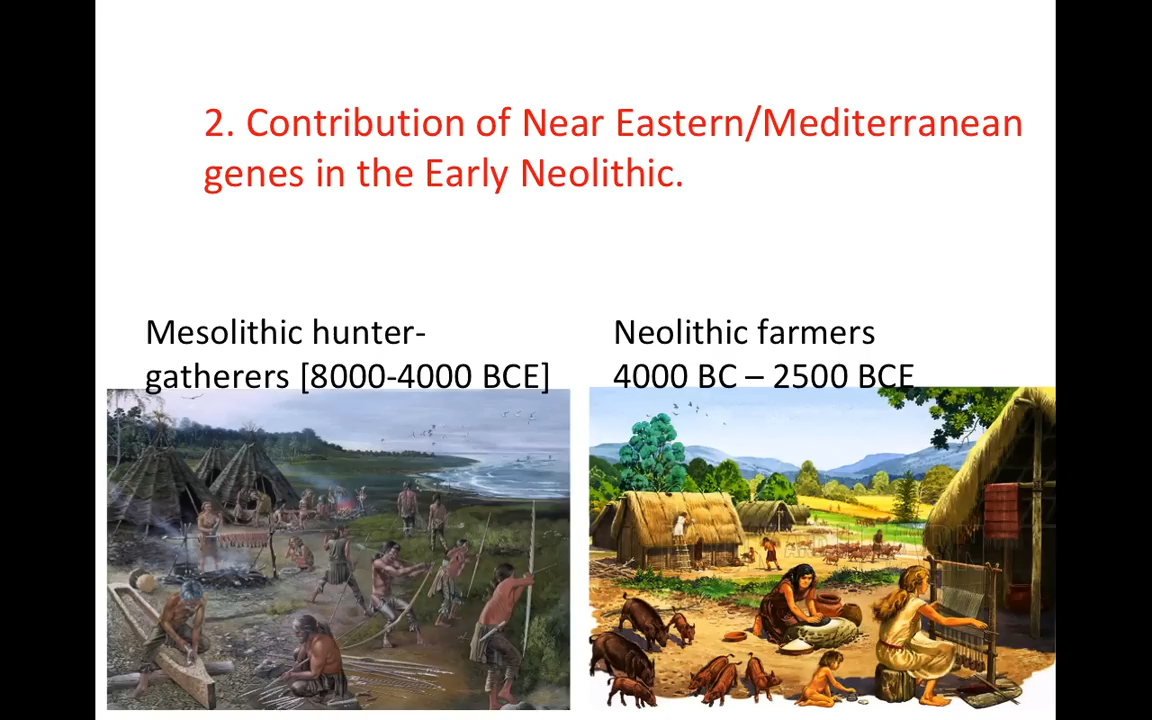 2. Contribution of Near Eastern/Mediterranean
genes in the Early Neolithic.
Mesolithic hunter-
gatherers [8000-4000 BCE]
Neolithic farmers
4000 BC – 2500 BCE